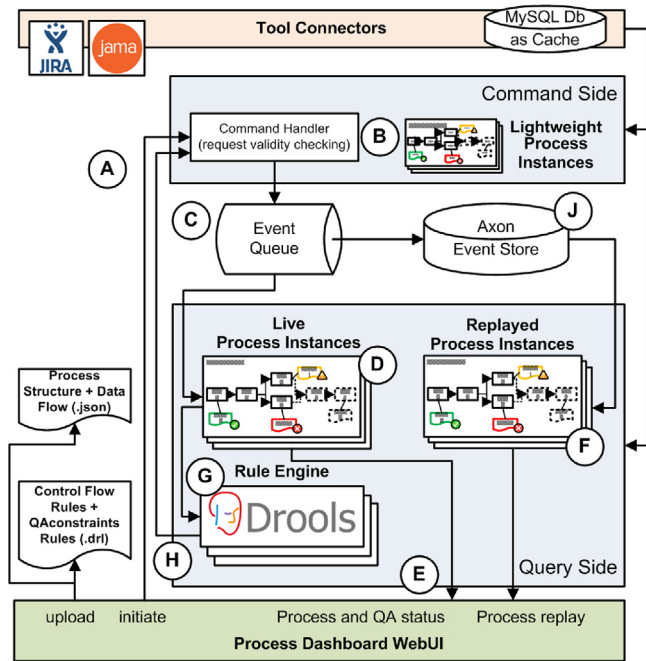 Tool Connectors
MySQL Db
as Cache
JIRA
jama
Command Side
Command Handler
(request validity checking)
B
Lightweight
Process
Instances
A
C
Event
Queue
Axon
Event Store
J
Live
Process Instances
D
Replayed
Process Instances
F
Process
Structure + Data
Flow (.json)
Control Flow
Rules +
QAconstraints
Rules (.drl)
G
Rule Engine
Drools
H
E
Query Side
upload
initiate
Process and QA status
Process replay
Process Dashboard WebUI